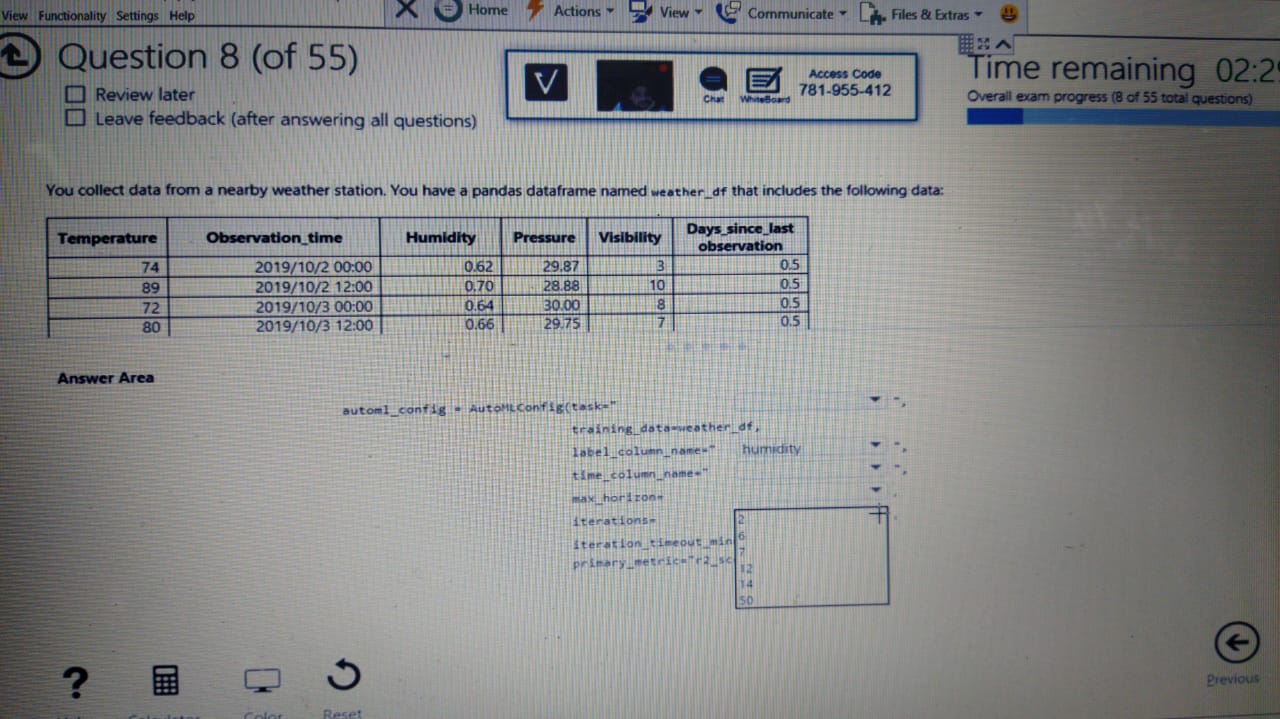 View Functionality Settings Help
Home Actions View Communicate Files & Extras
Question 8 (of 55)
Review later
Leave feedback (after answering all questions)
V
Chat
WhiteBoard
Access Code
781-955-412
Time remaining 02:2
Overall exam progress (8 of 55 total questions)
You collect data from a nearby weather station. You have a pandas dataframe named weather_df that includes the following data:
Temperature Observation_time Humidity Pressure Visibility Days_since_last observation
74 2019/10/2 00:00 0.62 29.87 3 0.5
89 2019/10/2 12:00 0.70 28.88 10 0.5
72 2019/10/3 00:00 0.64 30.00 8 0.5
80 2019/10/3 12:00 0.66 29.75 7 0.5
Answer Area
automl_config = AutoMLConfig(task="
",
training_data=weather_df,
label_column_name=" humidity ",
time_column_name=" ",
max_horizon= ,
iterations= ,
iteration_timeout_min
primary_metric="r2_sc
2
6
7
12
14
50
Previous
Calculator
Color
Reset